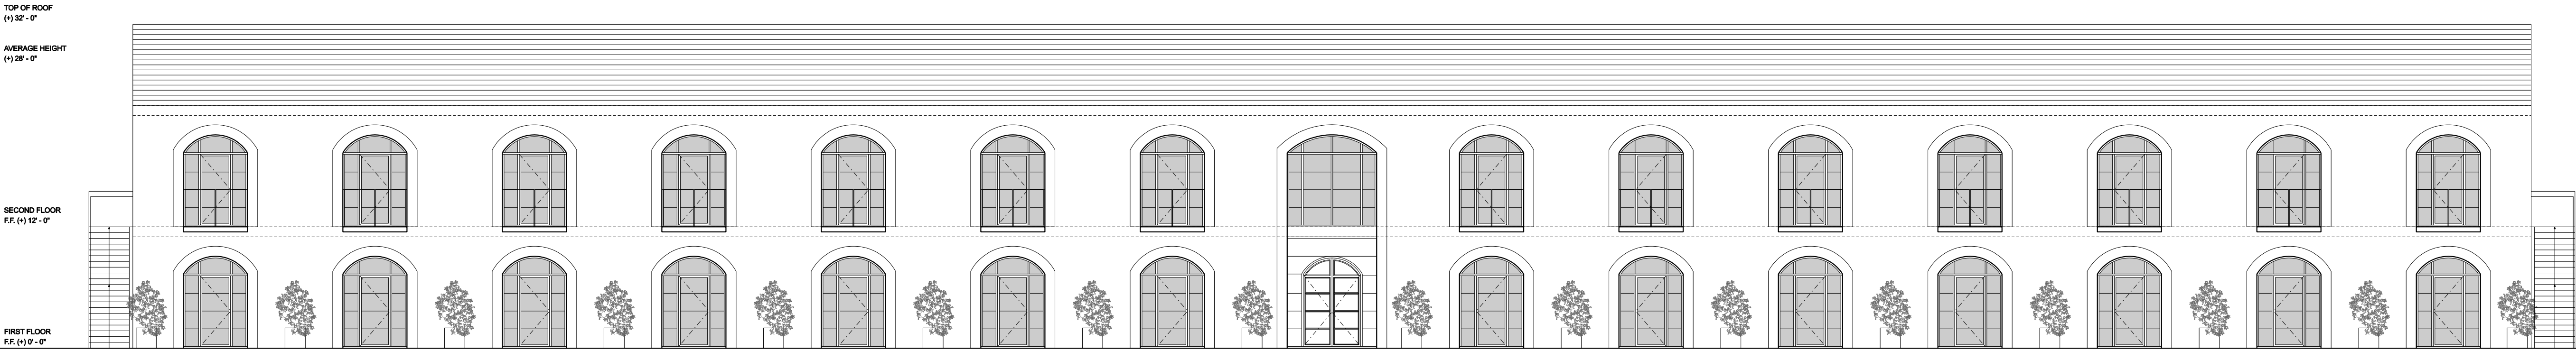 TOP OF ROOF
(+) 32' - 0"
AVERAGE HEIGHT
(+) 28' - 0"
SECOND FLOOR
F.F. (+) 12' - 0"
FIRST FLOOR
F.F. (+) 0' - 0"